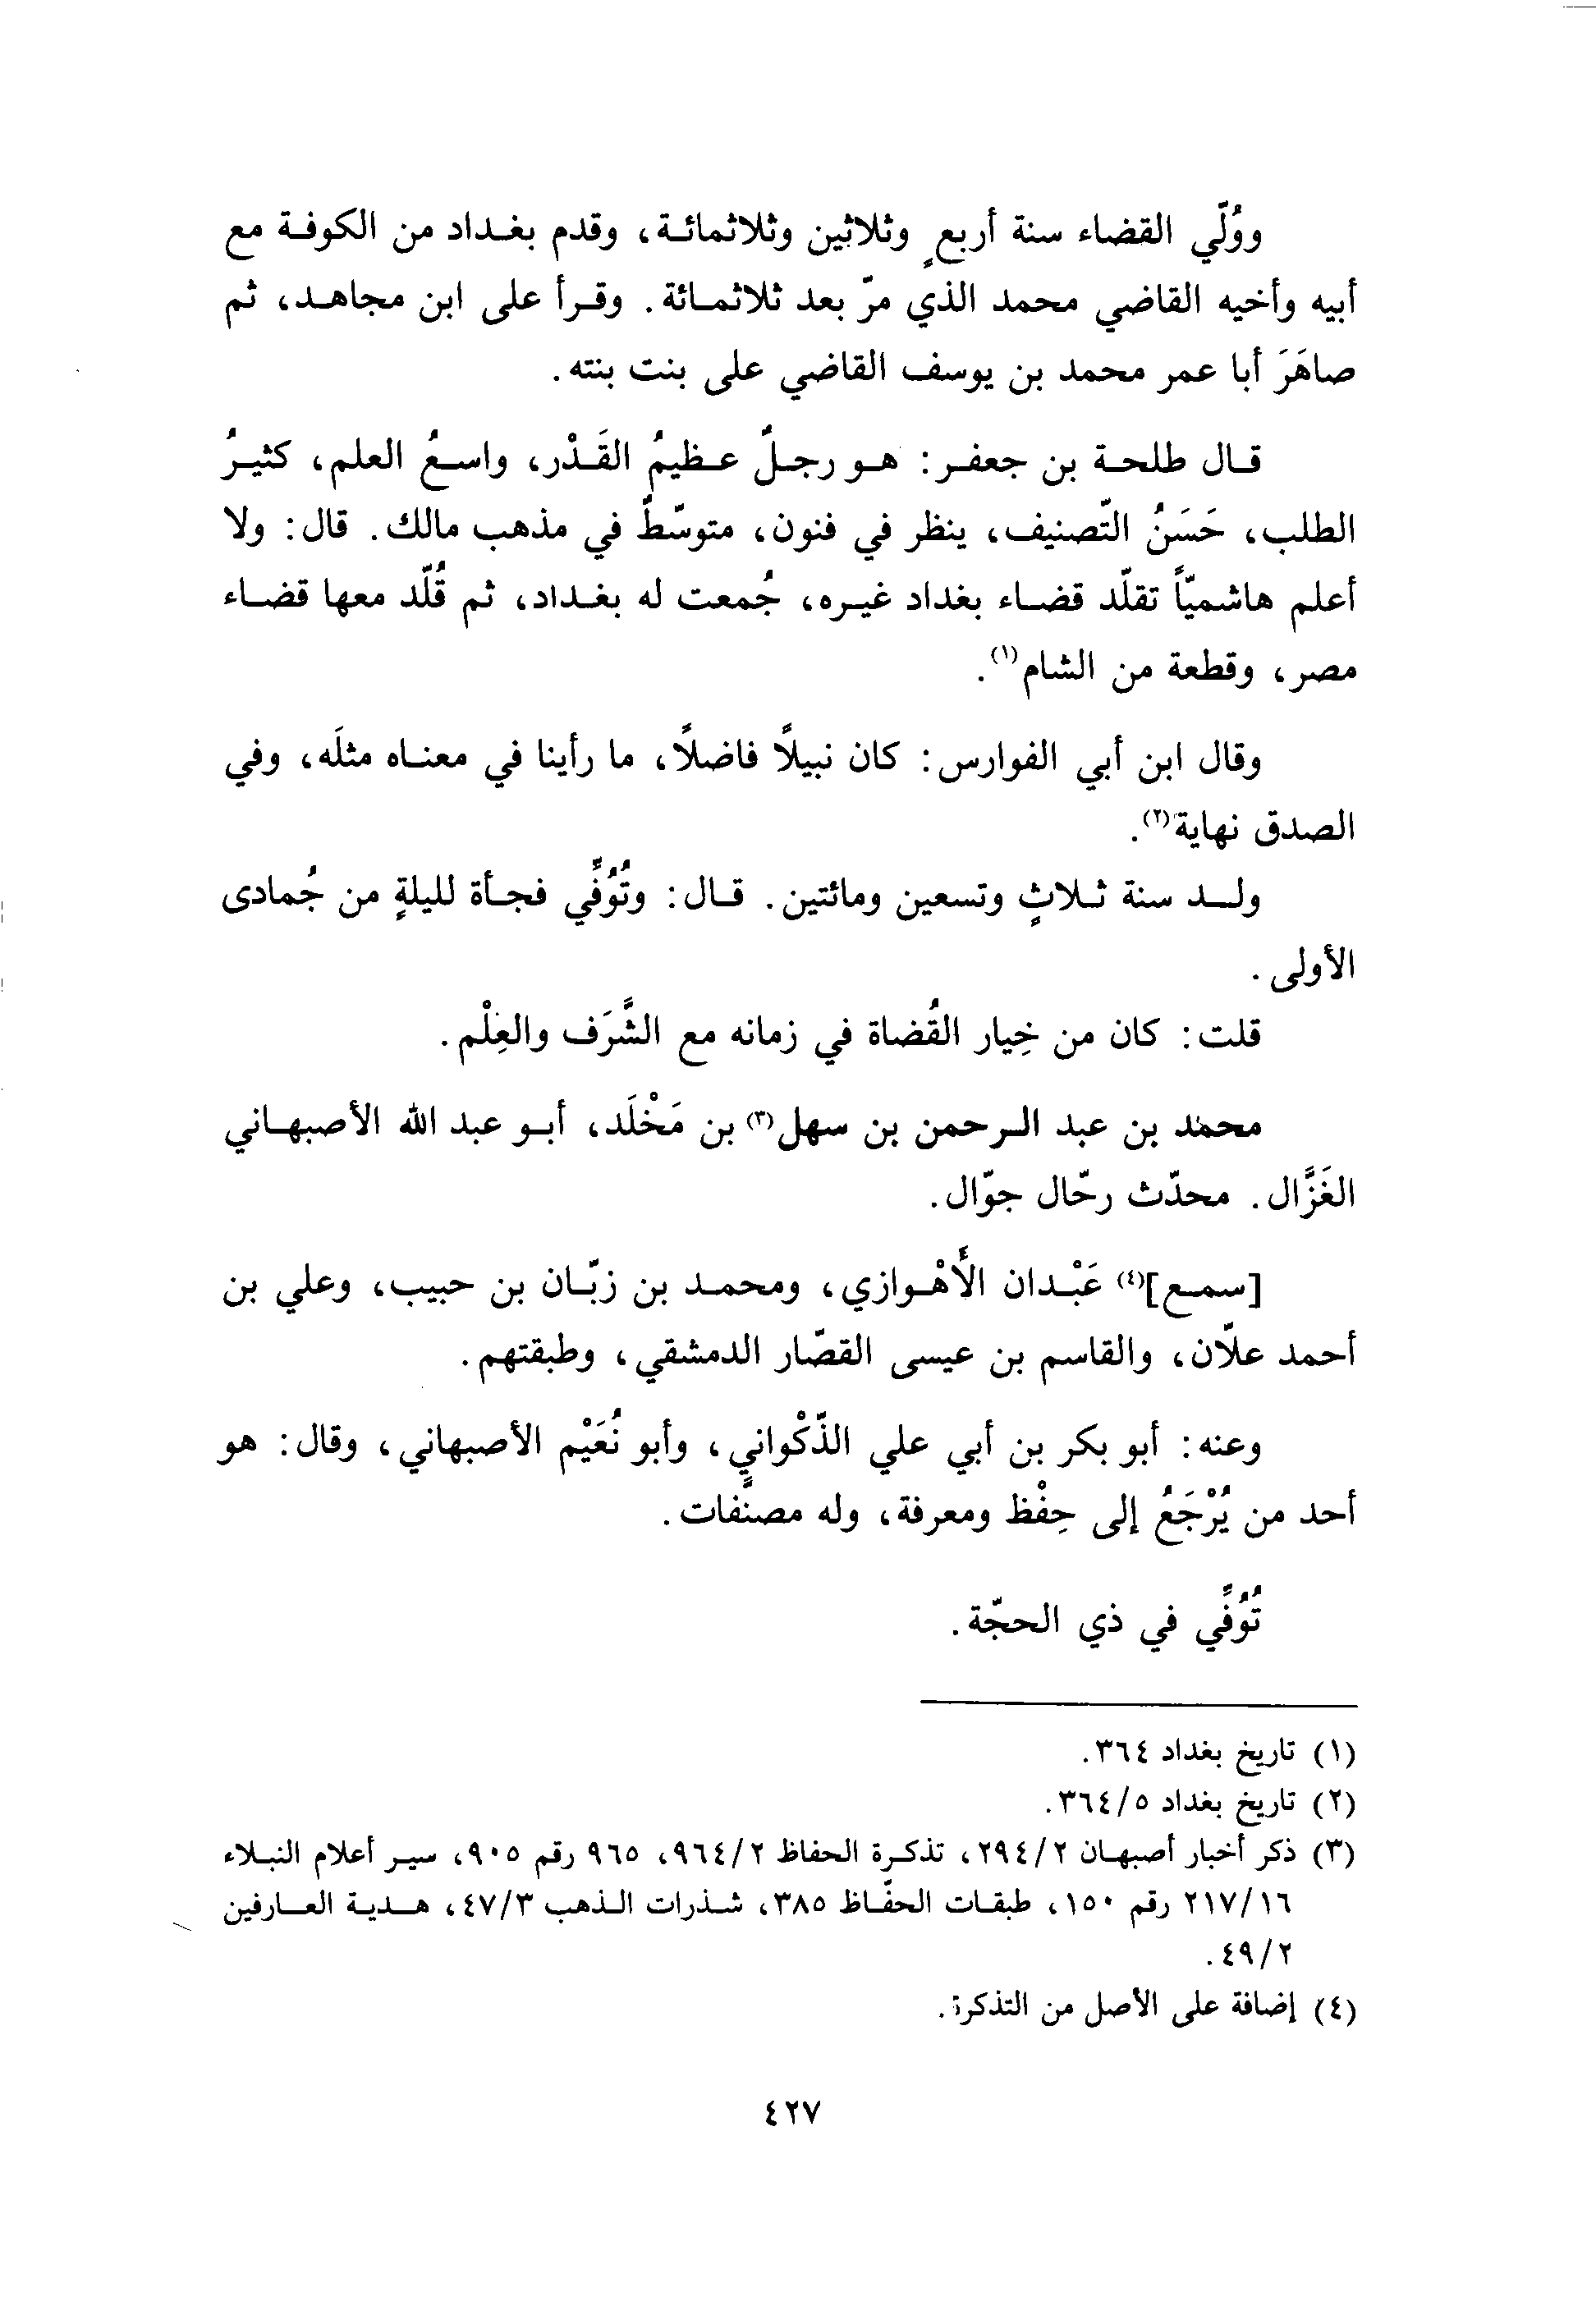 ووُلّي القضاء سنة أربعٍ وثلاثين وثلاثمائة، وقدم بغداد من الكوفة مع
أبيه وأخيه القاضي محمد الذي مرّ بعد ثلاثمائة. وقرأ على ابن مجاهد، ثم
صاهَرَ أبا عمر محمد بن يوسف القاضي على بنت بنته.
قال طلحة بن جعفر: هو رجلٌ عظيمُ القَدْر، واسعُ العلم، كثيرُ
الطلب، حَسَنُ التّصنيف، ينظر في فنون، متوسّطٌ في مذهب مالك. قال: ولا
أعلم هاشميّاً تقلّد قضاء بغداد غيره، جُمعت له بغداد، ثم قُلّد معها قضاء
مصر، وقطعة من الشام(١).
وقال ابن أبي الفوارس: كان نبيلًا فاضلًا، ما رأينا في معناه مثلَه، وفي
الصدق نهاية(٢).
ولد سنة ثلاثٍ وتسعين ومائتين. قال: وتُوُفِّي فجأة لليلةٍ من جُمادى
الأولى.
قلت: كان من خِيار القُضاة في زمانه مع الشَّرَف والعِلْم.
محمد بن عبد الرحمن بن سهل(٣) بن مَخْلَد، أبو عبد الله الأصبهاني
الغَزَّال. محدّث رحّال جوّال.
[سمع](٤) عَبْدان الأَهْوازي، ومحمد بن زبّان بن حبيب، وعلي بن
أحمد علّان، والقاسم بن عيسى القصّار الدمشقي، وطبقتهم.
وعنه: أبو بكر بن أبي علي الذّكْواني، وأبو نُعَيْم الأصبهاني، وقال: هو
أحد من يُرْجَعُ إلى حِفْظ ومعرفة، وله مصنَّفات.
تُوُفِّي في ذي الحجّة.
(١) تاريخ بغداد ٣٦٤.
(٢) تاريخ بغداد ٥/٣٦٤.
(٣) ذكر أخبار أصبهان ٢/٢٩٤، تذكرة الحفاظ ٢/٩٦٤، ٩٦٥ رقم ٩٠٥، سير أعلام النبلاء
١٦/٢١٧ رقم ١٥٠، طبقات الحفّاظ ٣٨٥، شذرات الذهب ٣/٤٧، هدية العارفين
٢/٤٩.
(٤) إضافة على الأصل من التذكرة.
٤٢٧